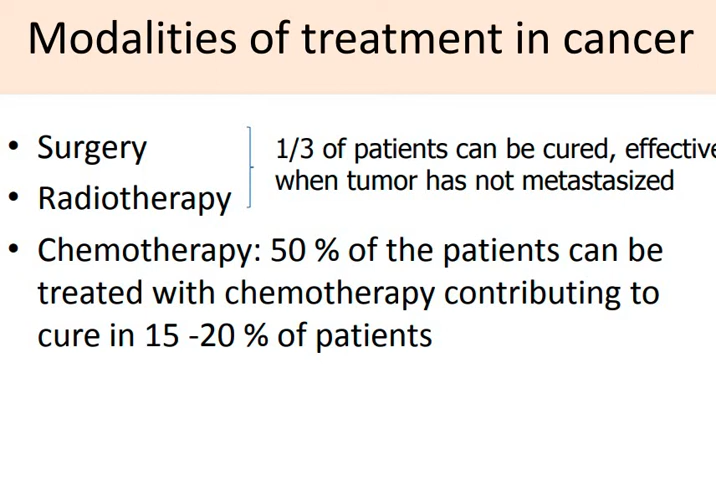 Modalities of treatment in cancer
• Surgery
1/3 of patients can be cured, effective
when tumor has not metastasized
• Radiotherapy
• Chemotherapy: 50 % of the patients can be
treated with chemotherapy contributing to
cure in 15 -20 % of patients